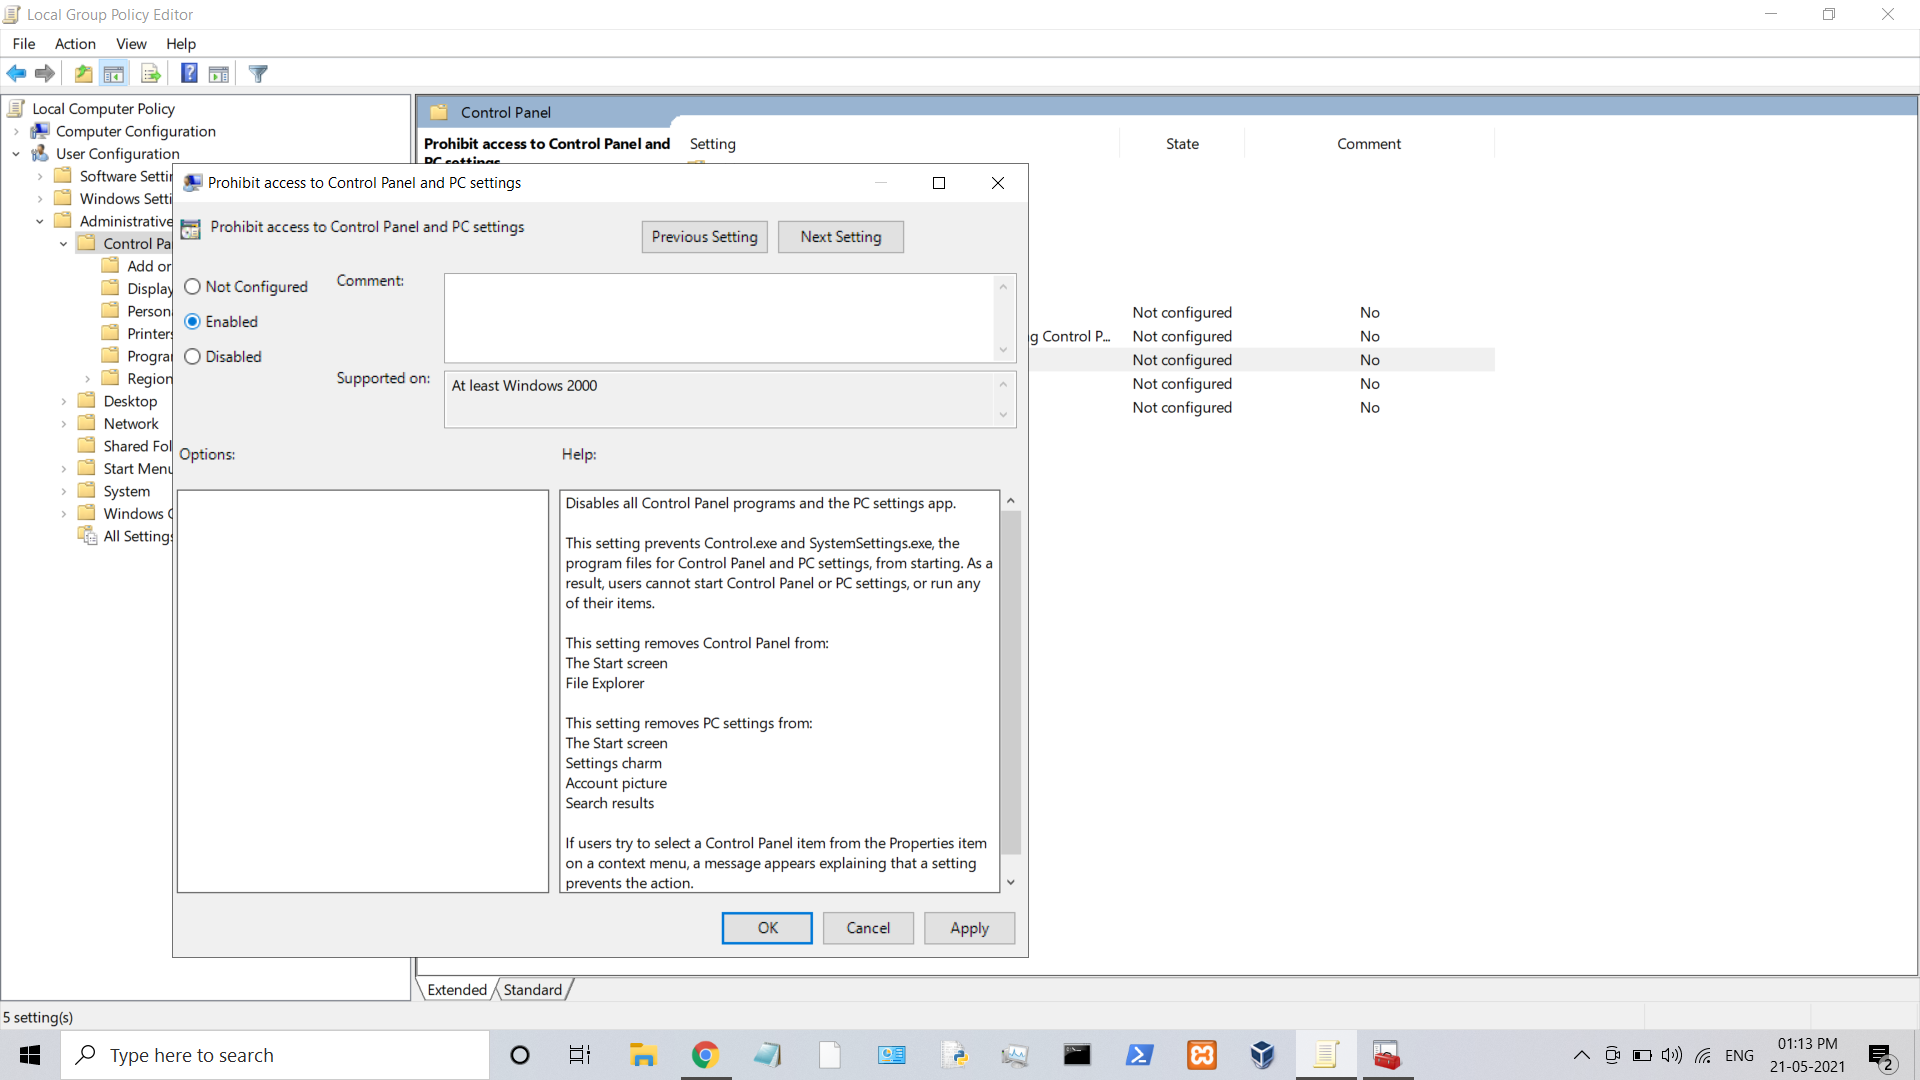 Local Group Policy Editor
File Action View Help
Local Computer Policy
Computer Configuration
User Configuration
Software Settin
Windows Setti
Administrative
Control Pa
Add or
Display
Persona
Printers
Program
Region
Desktop
Network
Shared Fol
Start Menu
System
Windows C
All Settings
Control Panel
Prohibit access to Control Panel and
PC settings
Setting State Comment
Not configured No
g Control P... Not configured No
Not configured No
Not configured No
Not configured No
Prohibit access to Control Panel and PC settings
Prohibit access to Control Panel and PC settings
Previous Setting Next Setting
Not Configured
Enabled
Disabled
Comment:
Supported on:
At least Windows 2000
Options:
Help:
Disables all Control Panel programs and the PC settings app.
This setting prevents Control.exe and SystemSettings.exe, the
program files for Control Panel and PC settings, from starting. As a
result, users cannot start Control Panel or PC settings, or run any
of their items.
This setting removes Control Panel from:
The Start screen
File Explorer
This setting removes PC settings from:
The Start screen
Settings charm
Account picture
Search results
If users try to select a Control Panel item from the Properties item
on a context menu, a message appears explaining that a setting
prevents the action.
OK Cancel Apply
Extended Standard
5 setting(s)
Type here to search
ENG
01:13 PM
21-05-2021
2